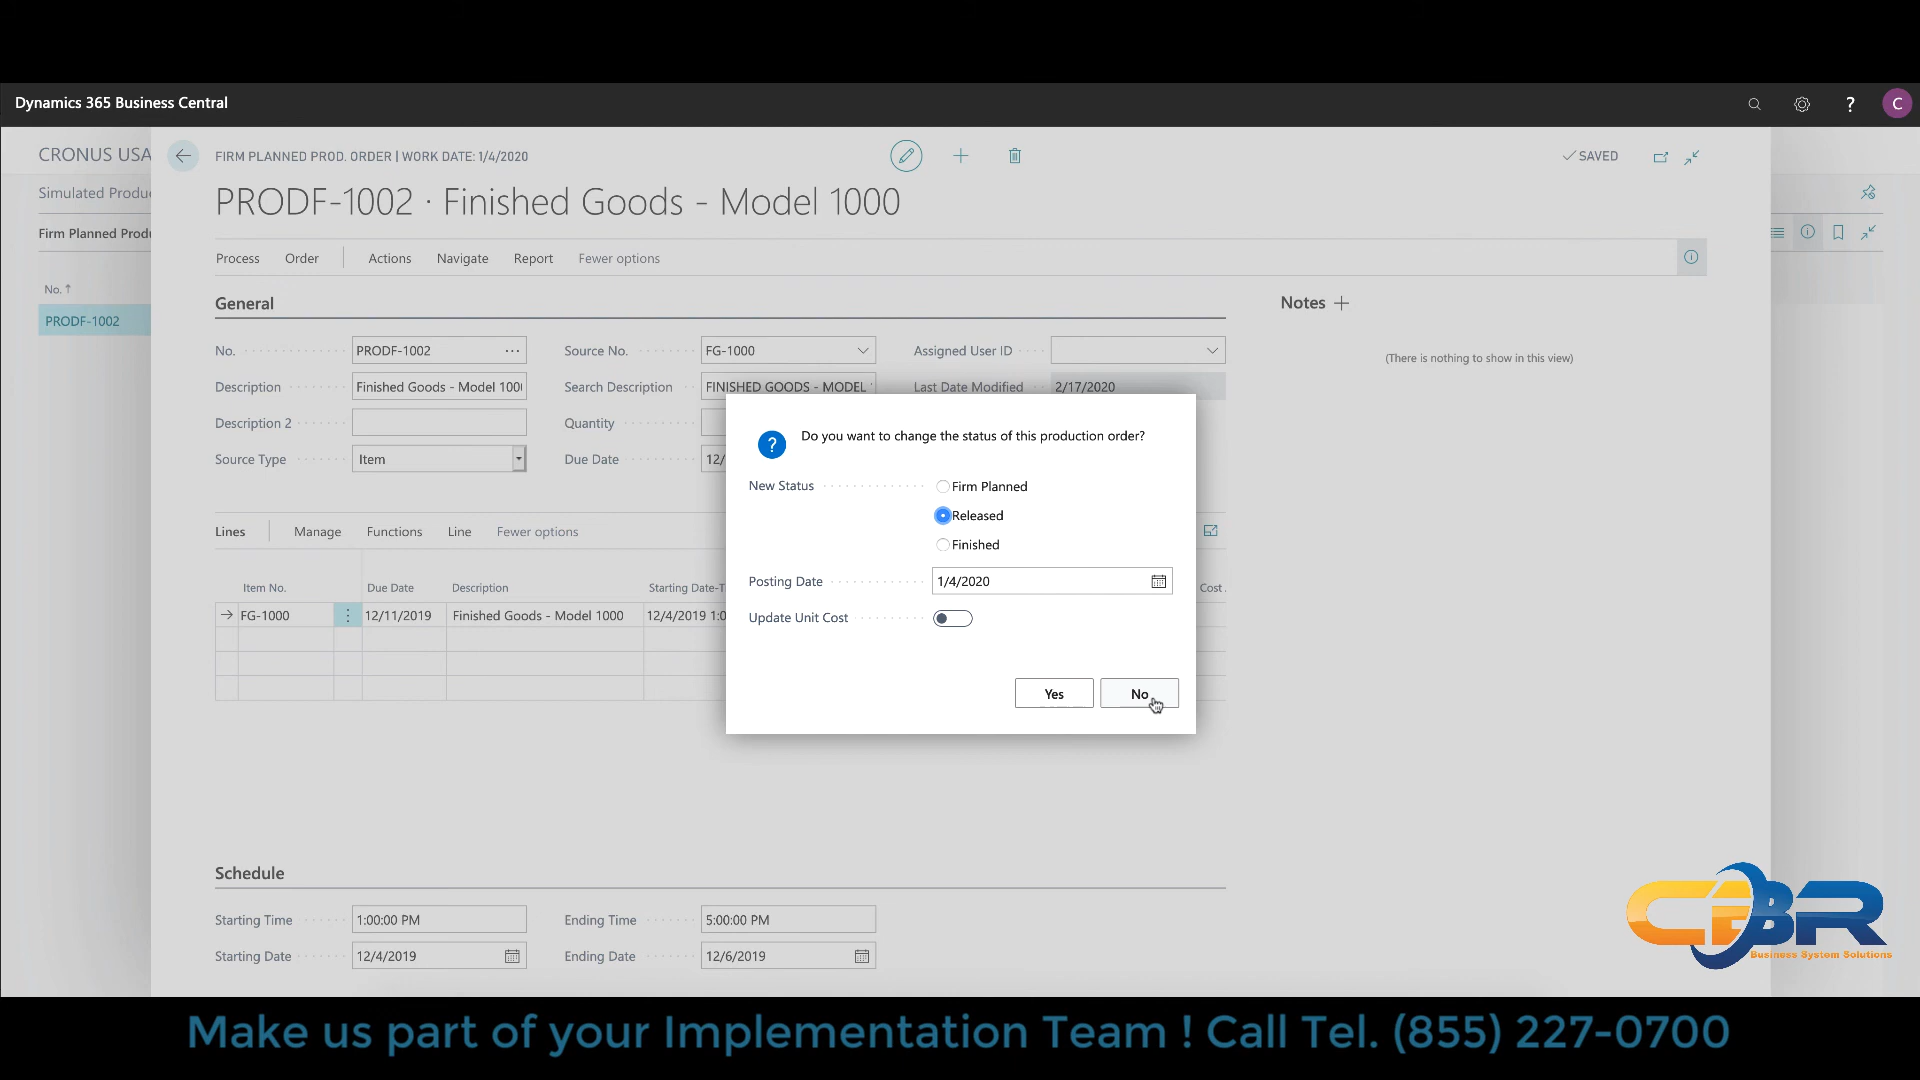 Dynamics 365 Business Central
?
C
CRONUS USA
FIRM PLANNED PROD. ORDER | WORK DATE: 1/4/2020
SAVED
Simulated Produ
PRODF-1002 · Finished Goods - Model 1000
Firm Planned Produ
Process Order Actions Navigate Report Fewer options
No. ↑
General
Notes +
PRODF-1002
No. PRODF-1002 ... Source No. FG-1000 Assigned User ID
(There is nothing to show in this view)
Description Finished Goods - Model 100 Search Description FINISHED GOODS - MODEL Last Date Modified 2/17/2020
Description 2 Quantity
Source Type Item Due Date 12/
? Do you want to change the status of this production order?
New Status Firm Planned
Released
Finished
Posting Date 1/4/2020
Update Unit Cost
Yes No
Lines Manage Functions Line Fewer options
Item No. Due Date Description Starting Date-T Cost
→ FG-1000 12/11/2019 Finished Goods - Model 1000 12/4/2019 1:0
Schedule
Starting Time 1:00:00 PM Ending Time 5:00:00 PM
Starting Date 12/4/2019 Ending Date 12/6/2019
CFBR
Business System Solutions
Make us part of your Implementation Team ! Call Tel. (855) 227-0700